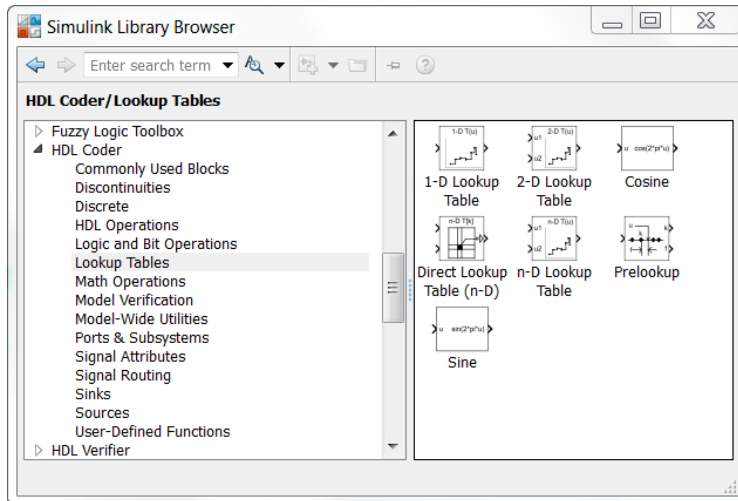 Simulink Library Browser
Enter search term
HDL Coder/Lookup Tables
Fuzzy Logic Toolbox
HDL Coder
Commonly Used Blocks
Discontinuities
Discrete
HDL Operations
Logic and Bit Operations
Lookup Tables
Math Operations
Model Verification
Model-Wide Utilities
Ports & Subsystems
Signal Attributes
Signal Routing
Sinks
Sources
User-Defined Functions
HDL Verifier
1-D T(u)
1-D Lookup
Table
2-D T(u)
u1
u2
2-D Lookup
Table
u cos(2*pi*u)
Cosine
n-D T[k]
Direct Lookup
Table (n-D)
n-D T(u)
u1
u2
n-D Lookup
Table
u
k
k
f
f
Prelookup
u sin(2*pi*u)
Sine